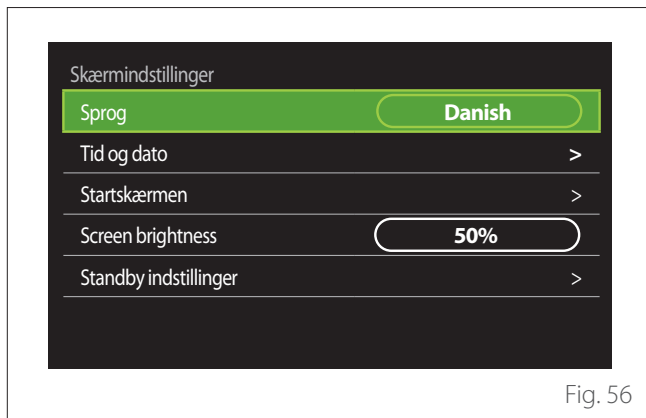 Skærmindstillinger
Sprog Danish
Tid og dato >
Startskærmen >
Screen brightness 50%
Standby indstillinger >
Fig. 56